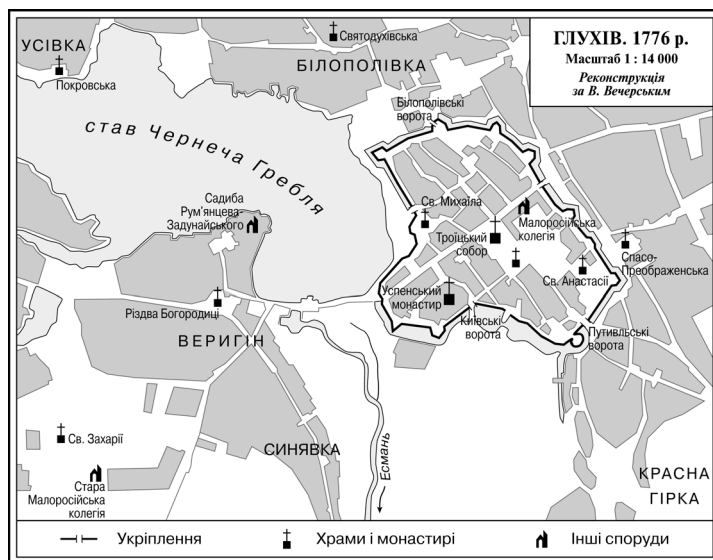 ГЛУХІВ. 1776 р.
Масштаб 1 : 14 000
Реконструкція
за В. Вечерським
УСІВКА
Покровська
Святодухівська
БІЛОПОЛІВКА
Білополівські
ворота
став Чернеча Гребля
Садиба
Рум'янцева-
Задунайського
Св. Михаїла
Троїцький
собор
Малоросійська
колегія
Спасо-
Преображенська
Св. Анастасії
Успенський
монастир
Київські
ворота
Путивльські
ворота
Різдва Богородиці
ВЕРИГІН
СИНЯВКА
Есмань
Св. Захарії
Стара
Малоросійська
колегія
КРАСНА
ГІРКА
Укріплення
Храми і монастирі
Інші споруди